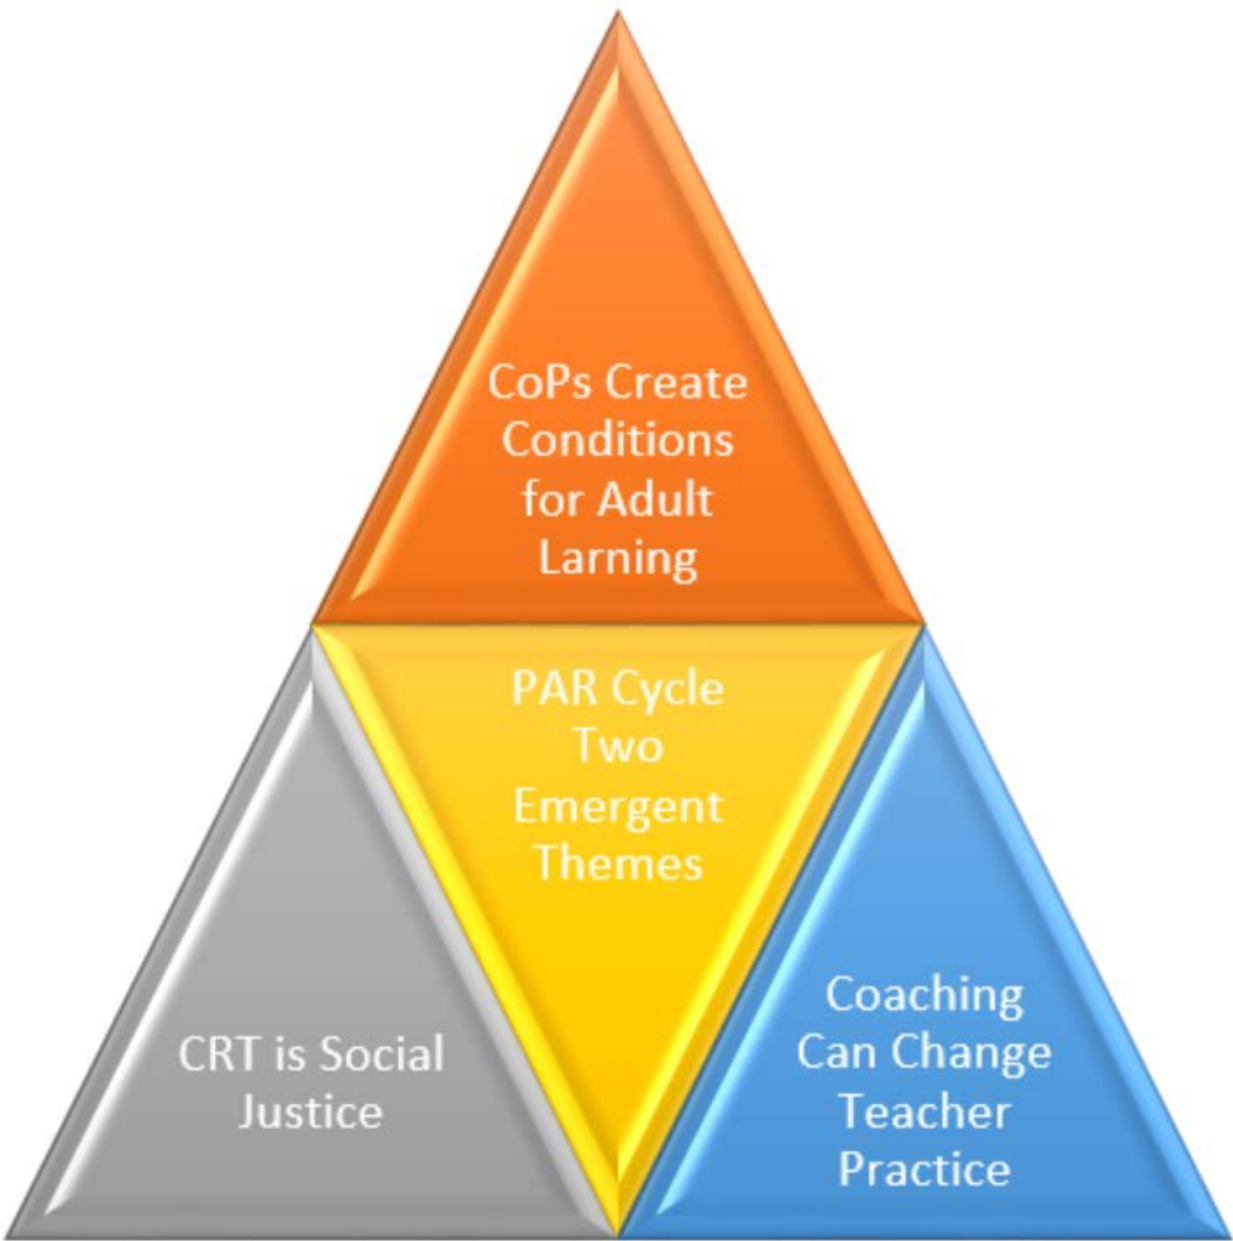 CoPs Create
Conditions
for Adult
Larning
PAR Cycle
Two
Emergent
Themes
CRT is Social
Justice
Coaching
Can Change
Teacher
Practice